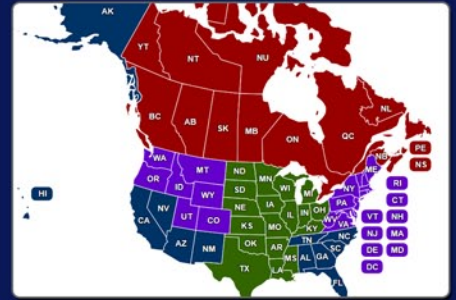 AK
YT
NT
NU
BC
AB
SK
MB
ON
QC
NL
NB
PE
NS
WA
MT
ND
MN
ME
OR
ID
WY
SD
WI
MI
NY
RI
HI
NV
UT
CO
NE
IA
IL
IN
OH
PA
CT
CA
KS
MO
KY
WV
VA
VT
NH
AZ
NM
OK
AR
TN
NC
SC
NJ
MA
TX
LA
MS
AL
GA
DE
MD
FL
DC